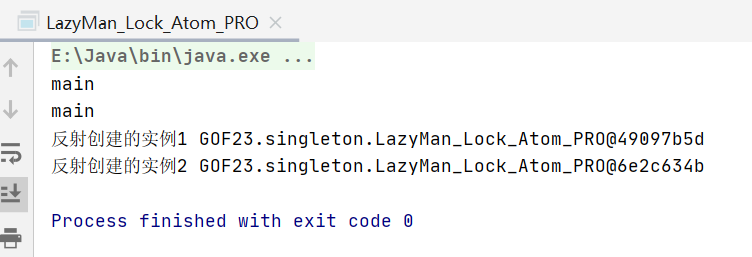 LazyMan_Lock_Atom_PRO
E:\Java\bin\java.exe ...
main
main
反射创建的实例1 GOF23.singleton.LazyMan_Lock_Atom_PRO@49097b5d
反射创建的实例2 GOF23.singleton.LazyMan_Lock_Atom_PRO@6e2c634b
Process finished with exit code 0